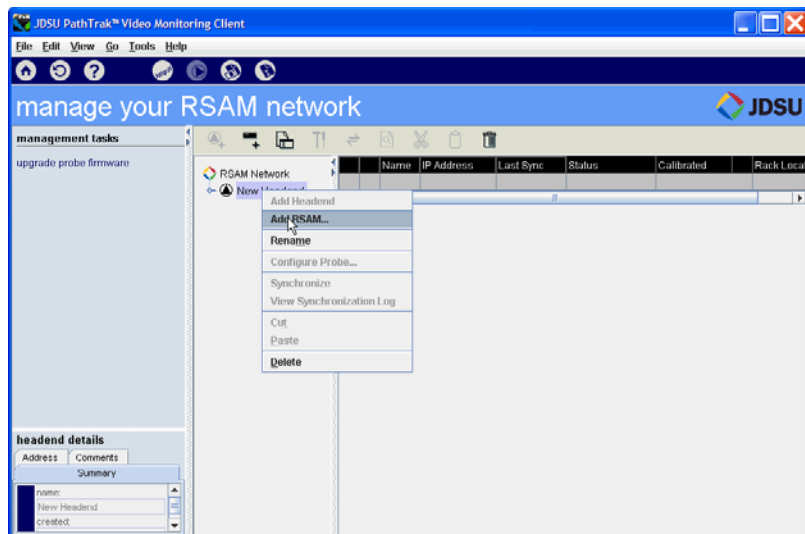 JDSU PathTrak™ Video Monitoring Client
File Edit View Go Tools Help
manage your RSAM network
JDSU
management tasks
upgrade probe firmware
RSAM Network
New Headend
Name IP Address Last Sync Status Calibrated Rack Loca
Add Headend
Add RSAM...
Rename
Configure Probe...
Synchronize
View Synchronization Log
Cut
Paste
Delete
headend details
Address Comments
Summary
name:
New Headend
created: